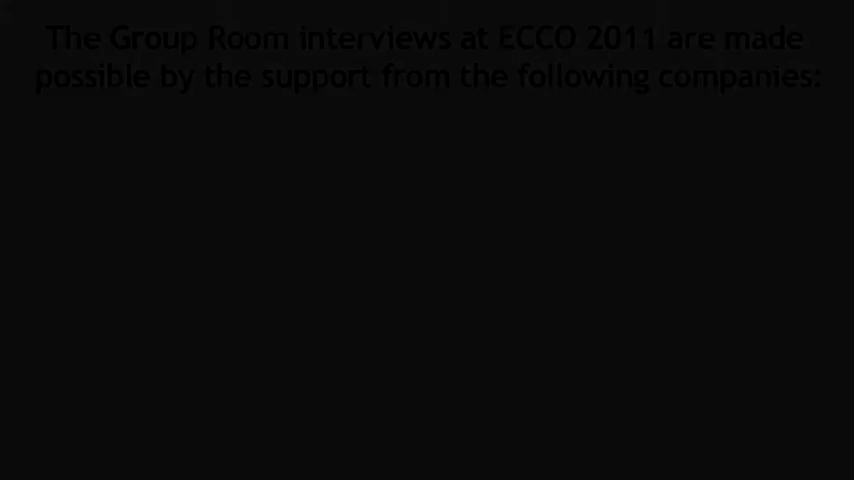 The Group Room interviews at ECCO 2011 are made
possible by the support from the following companies: